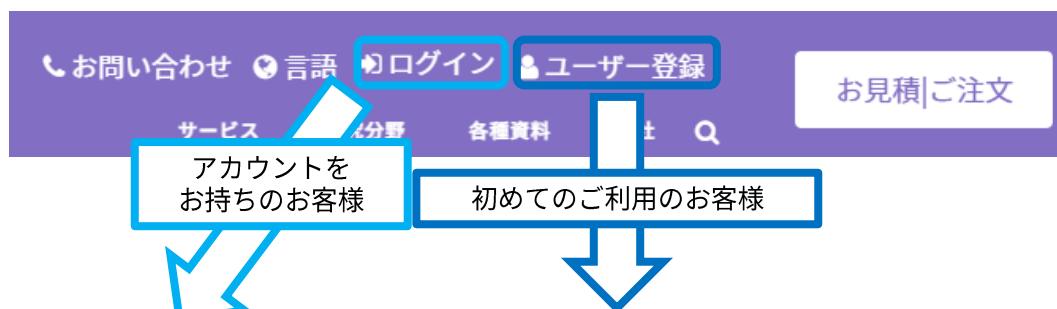 お問い合わせ 言語 ログイン ユーザー登録
お見積|ご注文
サービス 分野 各種資料
アカウントを
お持ちのお客様
初めてのご利用のお客様